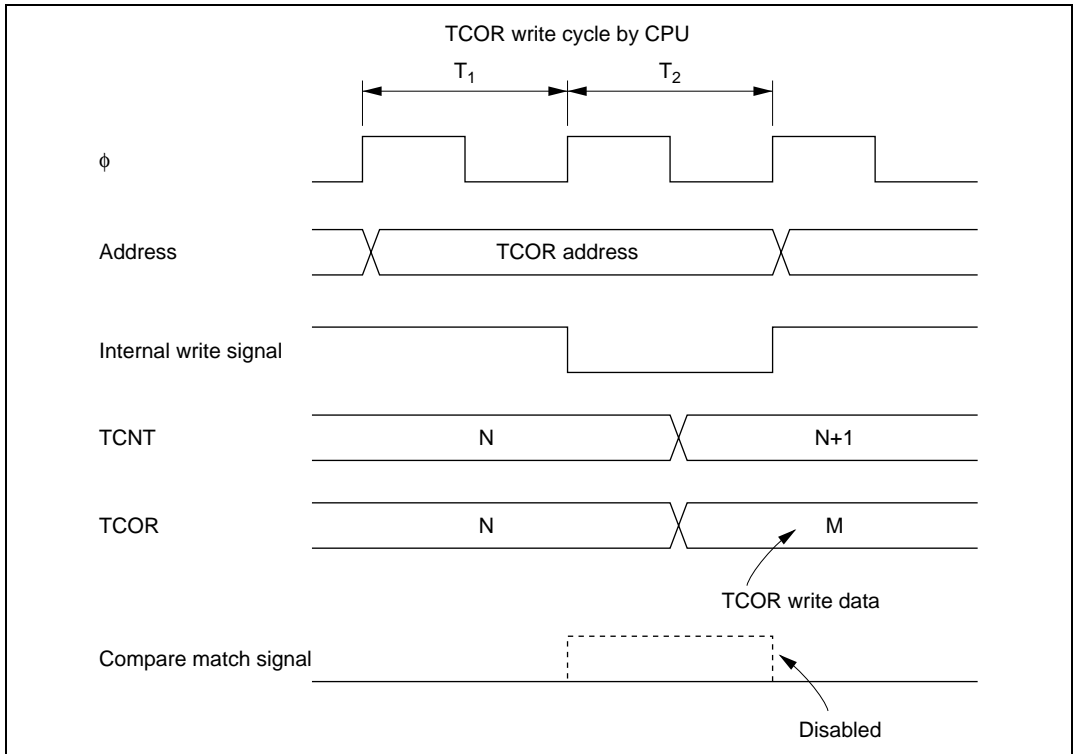 TCOR write cycle by CPU
T₁ T₂
ϕ
Address TCOR address
Internal write signal
TCNT N N+1
TCOR N M
TCOR write data
Compare match signal
Disabled